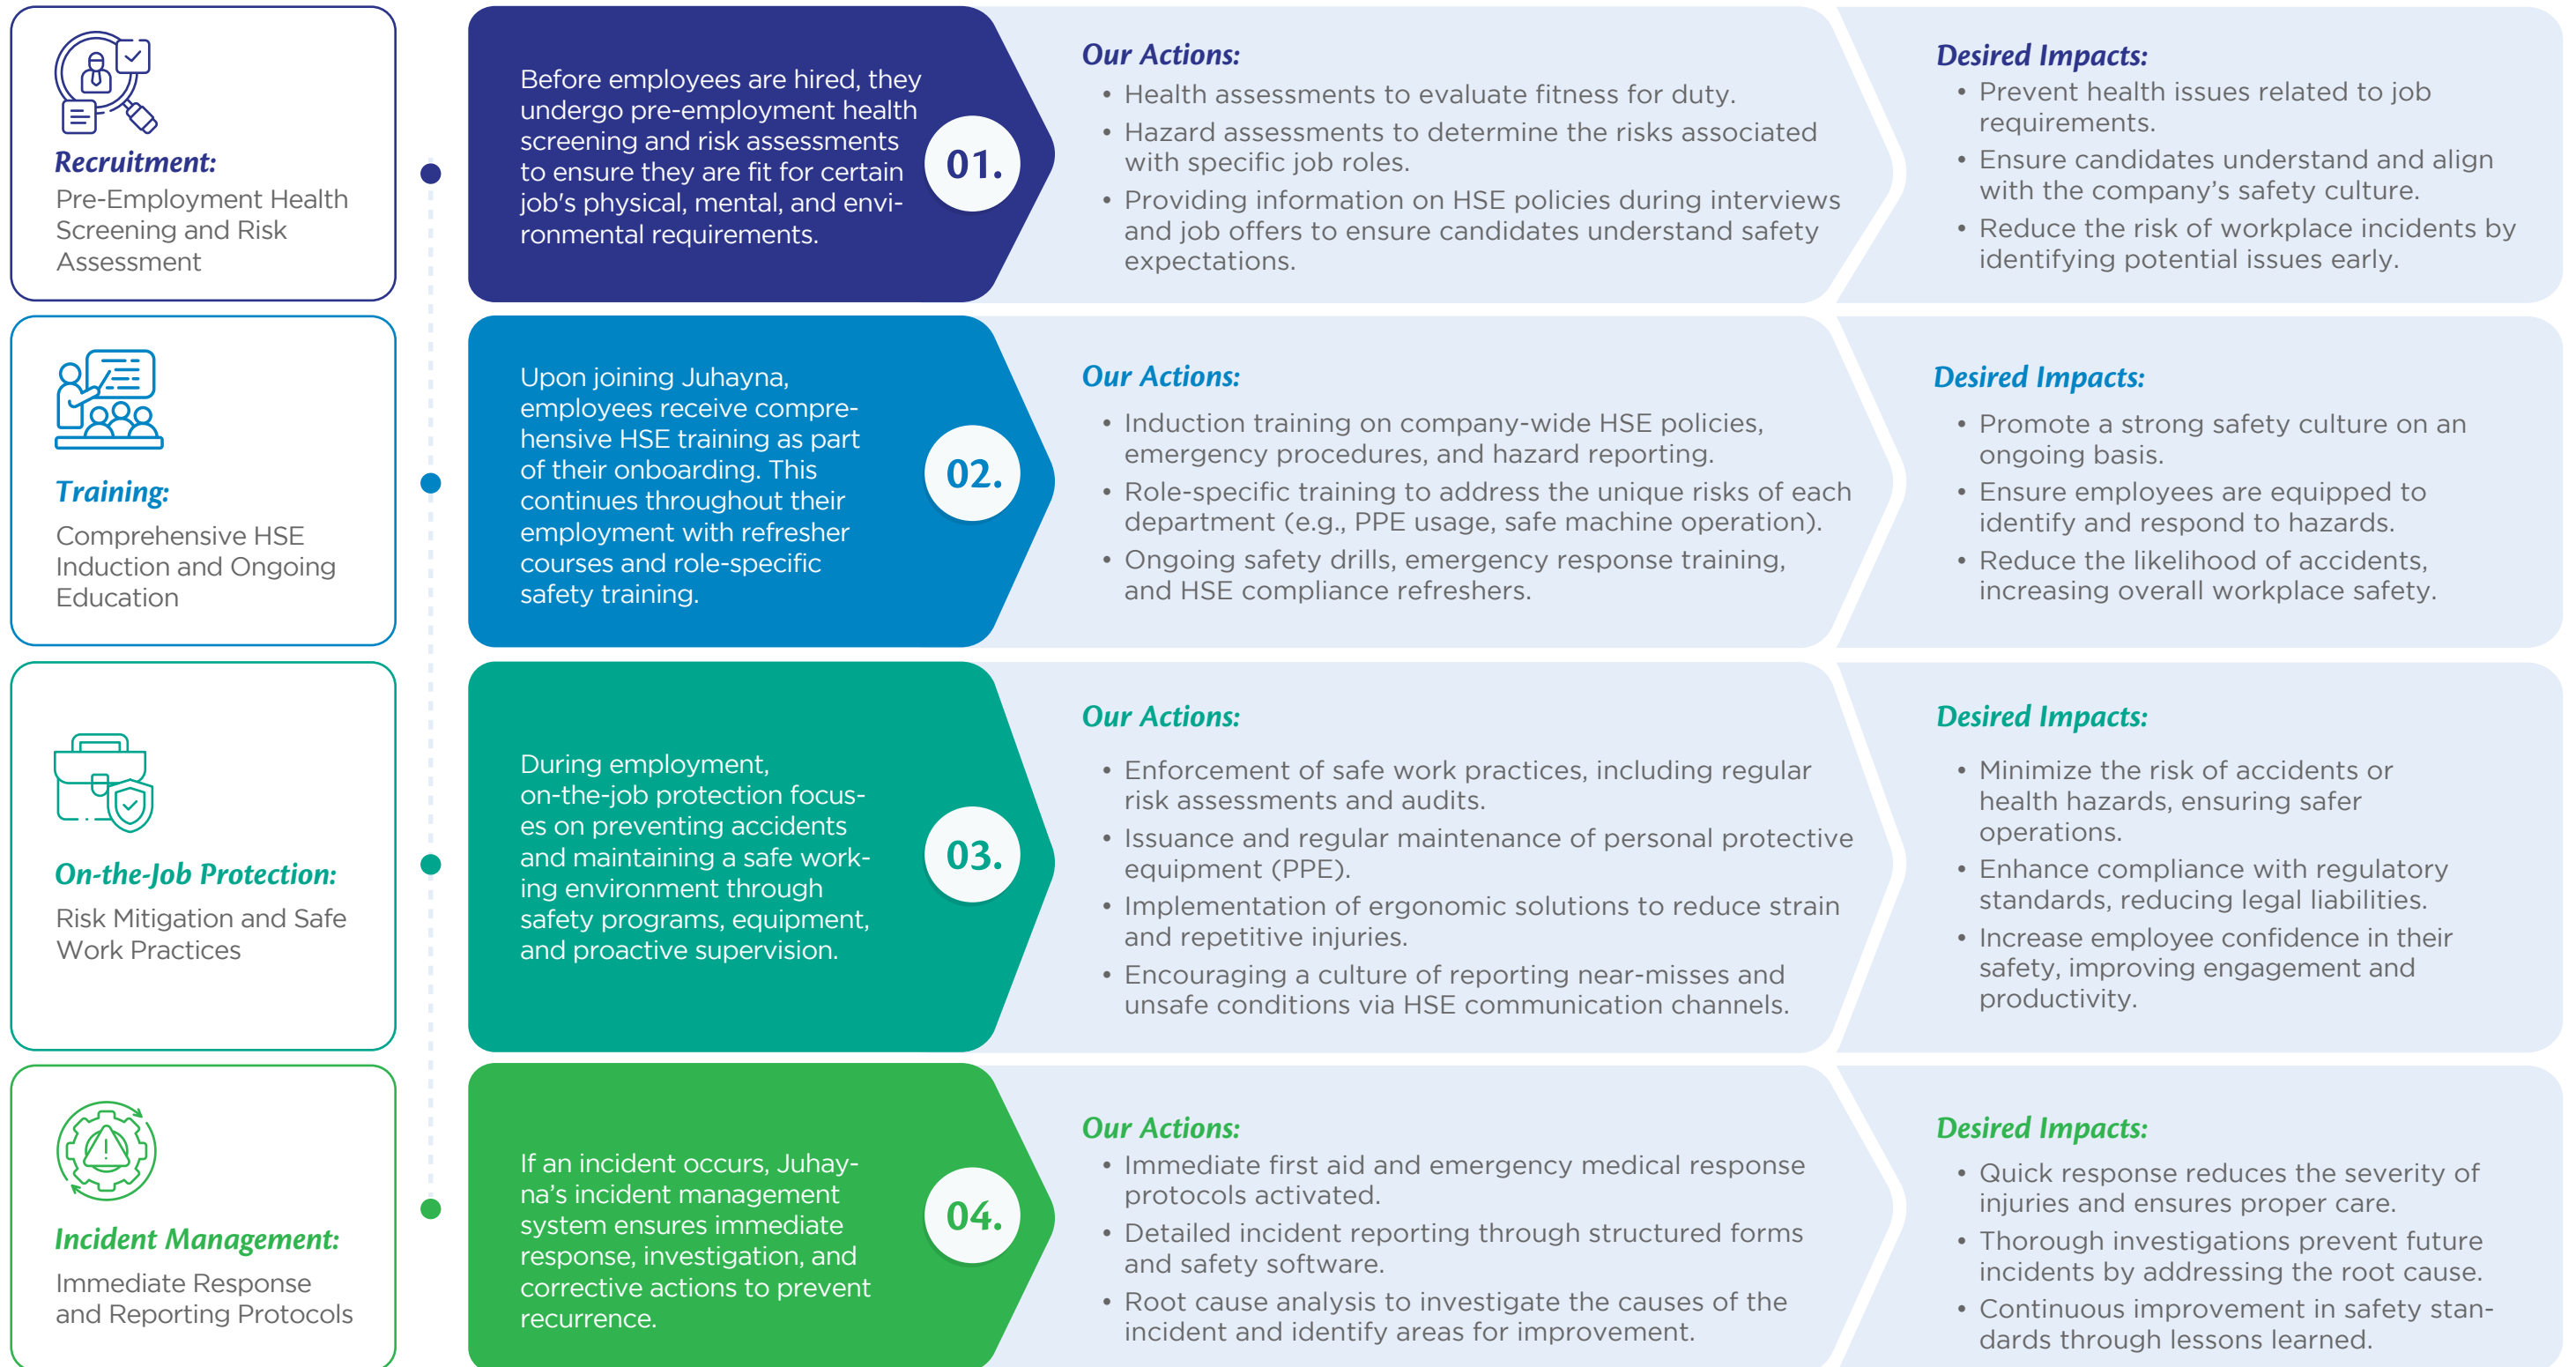 Recruitment:
Pre-Employment Health
Screening and Risk
Assessment
Before employees are hired, they
undergo pre-employment health
screening and risk assessments
to ensure they are fit for certain
job's physical, mental, and envi-
ronmental requirements.
01.
Our Actions:
• Health assessments to evaluate fitness for duty.
• Hazard assessments to determine the risks associated
with specific job roles.
• Providing information on HSE policies during interviews
and job offers to ensure candidates understand safety
expectations.
Desired Impacts:
• Prevent health issues related to job
requirements.
• Ensure candidates understand and align
with the company’s safety culture.
• Reduce the risk of workplace incidents by
identifying potential issues early.
Training:
Comprehensive HSE
Induction and Ongoing
Education
Upon joining Juhayna,
employees receive compre-
hensive HSE training as part
of their onboarding. This
continues throughout their
employment with refresher
courses and role-specific
safety training.
02.
Our Actions:
• Induction training on company-wide HSE policies,
emergency procedures, and hazard reporting.
• Role-specific training to address the unique risks of each
department (e.g., PPE usage, safe machine operation).
• Ongoing safety drills, emergency response training,
and HSE compliance refreshers.
Desired Impacts:
• Promote a strong safety culture on an
ongoing basis.
• Ensure employees are equipped to
identify and respond to hazards.
• Reduce the likelihood of accidents,
increasing overall workplace safety.
On-the-Job Protection:
Risk Mitigation and Safe
Work Practices
During employment,
on-the-job protection focus-
es on preventing accidents
and maintaining a safe work-
ing environment through
safety programs, equipment,
and proactive supervision.
03.
Our Actions:
• Enforcement of safe work practices, including regular
risk assessments and audits.
• Issuance and regular maintenance of personal protective
equipment (PPE).
• Implementation of ergonomic solutions to reduce strain
and repetitive injuries.
• Encouraging a culture of reporting near-misses and
unsafe conditions via HSE communication channels.
Desired Impacts:
• Minimize the risk of accidents or
health hazards, ensuring safer
operations.
• Enhance compliance with regulatory
standards, reducing legal liabilities.
• Increase employee confidence in their
safety, improving engagement and
productivity.
Incident Management:
Immediate Response
and Reporting Protocols
If an incident occurs, Juhay-
na’s incident management
system ensures immediate
response, investigation, and
corrective actions to prevent
recurrence.
04.
Our Actions:
• Immediate first aid and emergency medical response
protocols activated.
• Detailed incident reporting through structured forms
and safety software.
• Root cause analysis to investigate the causes of the
incident and identify areas for improvement.
Desired Impacts:
• Quick response reduces the severity of
injuries and ensures proper care.
• Thorough investigations prevent future
incidents by addressing the root cause.
• Continuous improvement in safety stan-
dards through lessons learned.